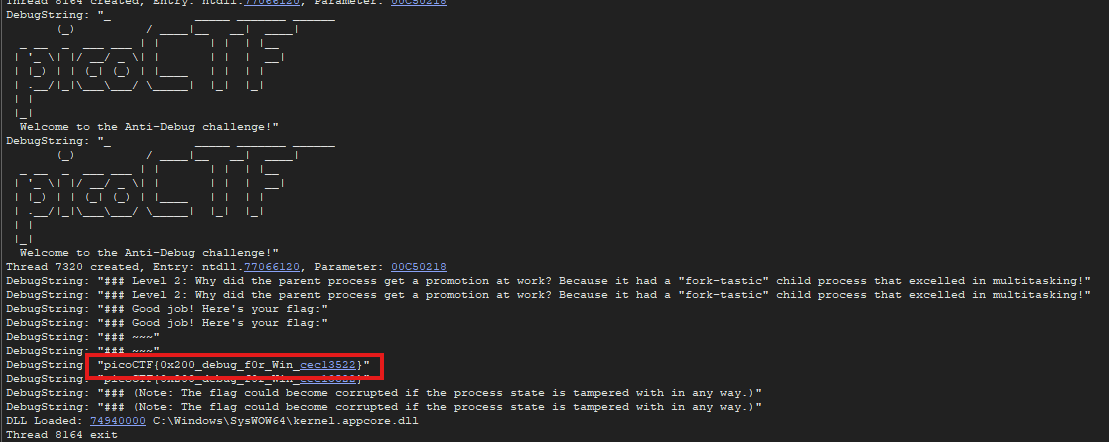 Thread 8164 created, Entry: ntdll.77066120, Parameter: 00C50218
DebugString: "_            _____ _______ ______
       (_)          / ____|__   __|  ____|
  _ __  _  ___ ___ | |       | |  | |__
 | '_ \| |/ __/ _ \| |       | |  |  __|
 | |_) | | (_| (_) | |____   | |  | |
 | .__/|_|\___\___/ \_____|  |_|  |_|
 | |
 |_|
  Welcome to the Anti-Debug challenge!"
DebugString: "_            _____ _______ ______
       (_)          / ____|__   __|  ____|
  _ __  _  ___ ___ | |       | |  | |__
 | '_ \| |/ __/ _ \| |       | |  |  __|
 | |_) | | (_| (_) | |____   | |  | |
 | .__/|_|\___\___/ \_____|  |_|  |_|
 | |
 |_|
  Welcome to the Anti-Debug challenge!"
Thread 7320 created, Entry: ntdll.77066120, Parameter: 00C50218
DebugString: "### Level 2: Why did the parent process get a promotion at work? Because it had a "fork-tastic" child process that excelled in multitasking!"
DebugString: "### Level 2: Why did the parent process get a promotion at work? Because it had a "fork-tastic" child process that excelled in multitasking!"
DebugString: "### Good job! Here's your flag:"
DebugString: "### Good job! Here's your flag:"
DebugString: "### ~~~"
DebugString: "### ~~~"
DebugString: "picoCTF{0x200_debug_f0r_Win_cec13522}"
DebugString: "picoCTF{0x200_debug_f0r_Win_cec13522}"
DebugString: "### (Note: The flag could become corrupted if the process state is tampered with in any way.)"
DebugString: "### (Note: The flag could become corrupted if the process state is tampered with in any way.)"
DLL Loaded: 74940000 C:\Windows\SysWOW64\kernel.appcore.dll
Thread 8164 exit